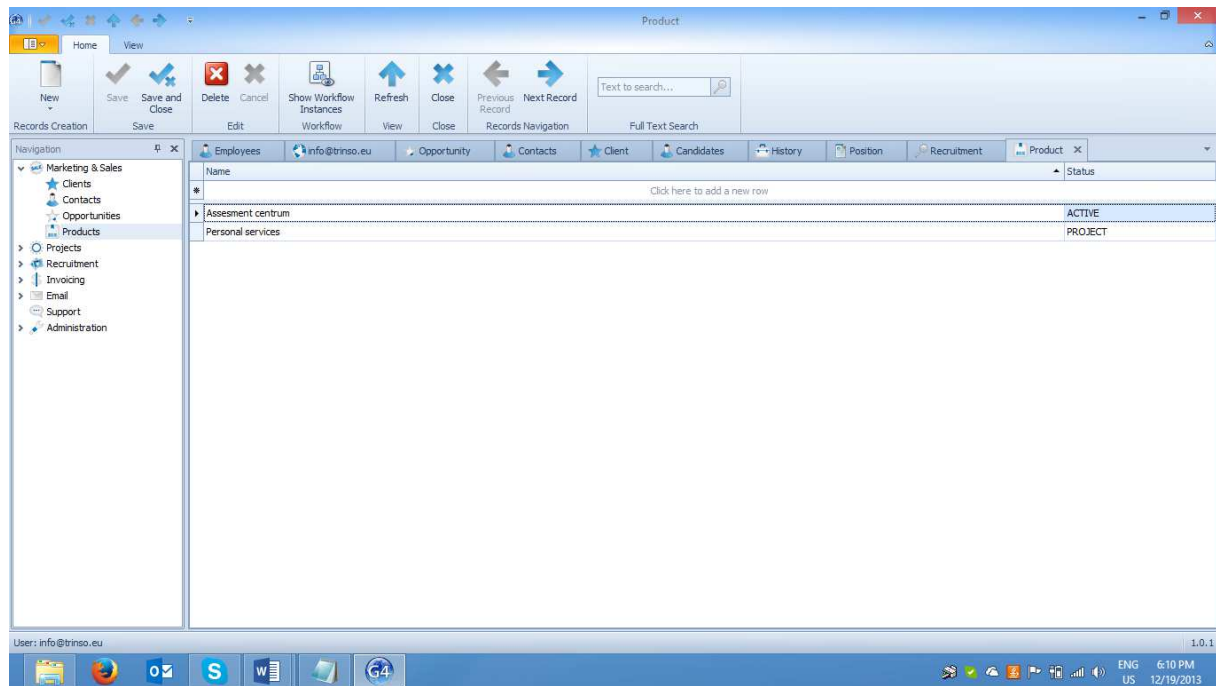 Product
Home View
New Save Save and Close Delete Cancel Show Workflow Instances Refresh Close Previous Record Next Record Text to search...
Records Creation Save Edit Workflow View Close Records Navigation Full Text Search
Navigation
Employees info@trinso.eu Opportunity Contacts Client Candidates History Position Recruitment Product
Marketing & Sales
Clients
Contacts
Opportunities
Products
Projects
Recruitment
Invoicing
Email
Support
Administration
Name Status
Click here to add a new row
Assesment centrum ACTIVE
Personal services PROJECT
User: info@trinso.eu 1.0.1
G4 ENG 6:10 PM
US 12/19/2013